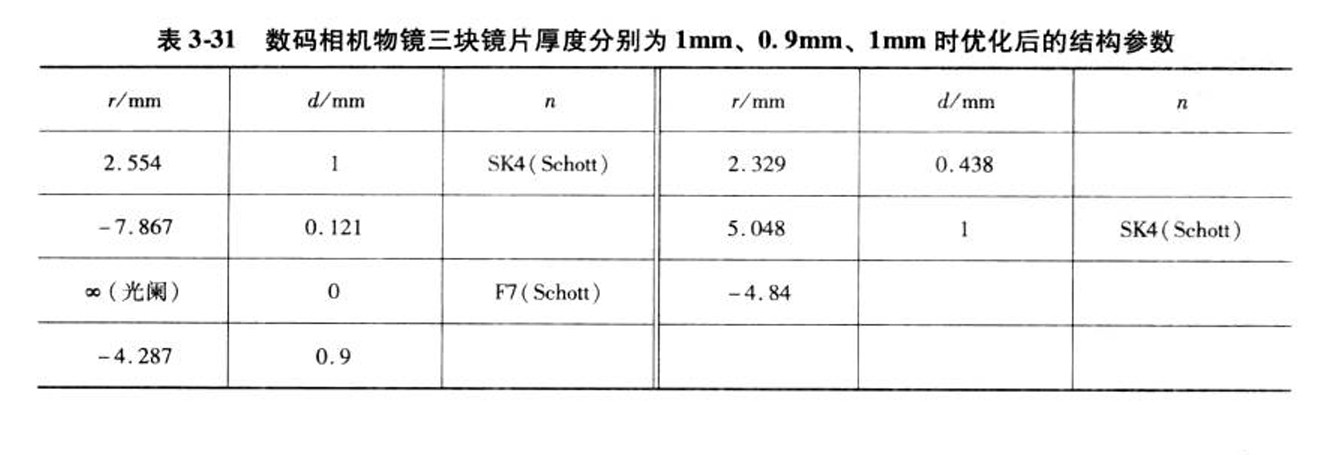 表 3-31 数码相机物镜三块镜片厚度分别为 1mm、0.9mm、1mm 时优化后的结构参数
r/mm d/mm n r/mm d/mm n
2.554 1 SK4(Schott) 2.329 0.438
-7.867 0.121 5.048 1 SK4(Schott)
∞(光阑) 0 F7(Schott) -4.84
-4.287 0.9